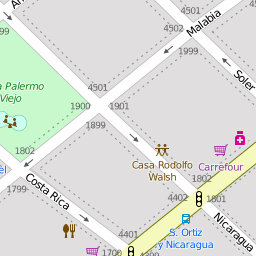 1999
4502
Malabia
4501
Soler
a Palermo
Viejo
1900
1901
1899
1802
1799
Costa Rica
Casa Rodolfo
Walsh
Carrefour
1802
4402
1801
4401
S. Ortiz
y Nicaragua
Nicaragua
1700